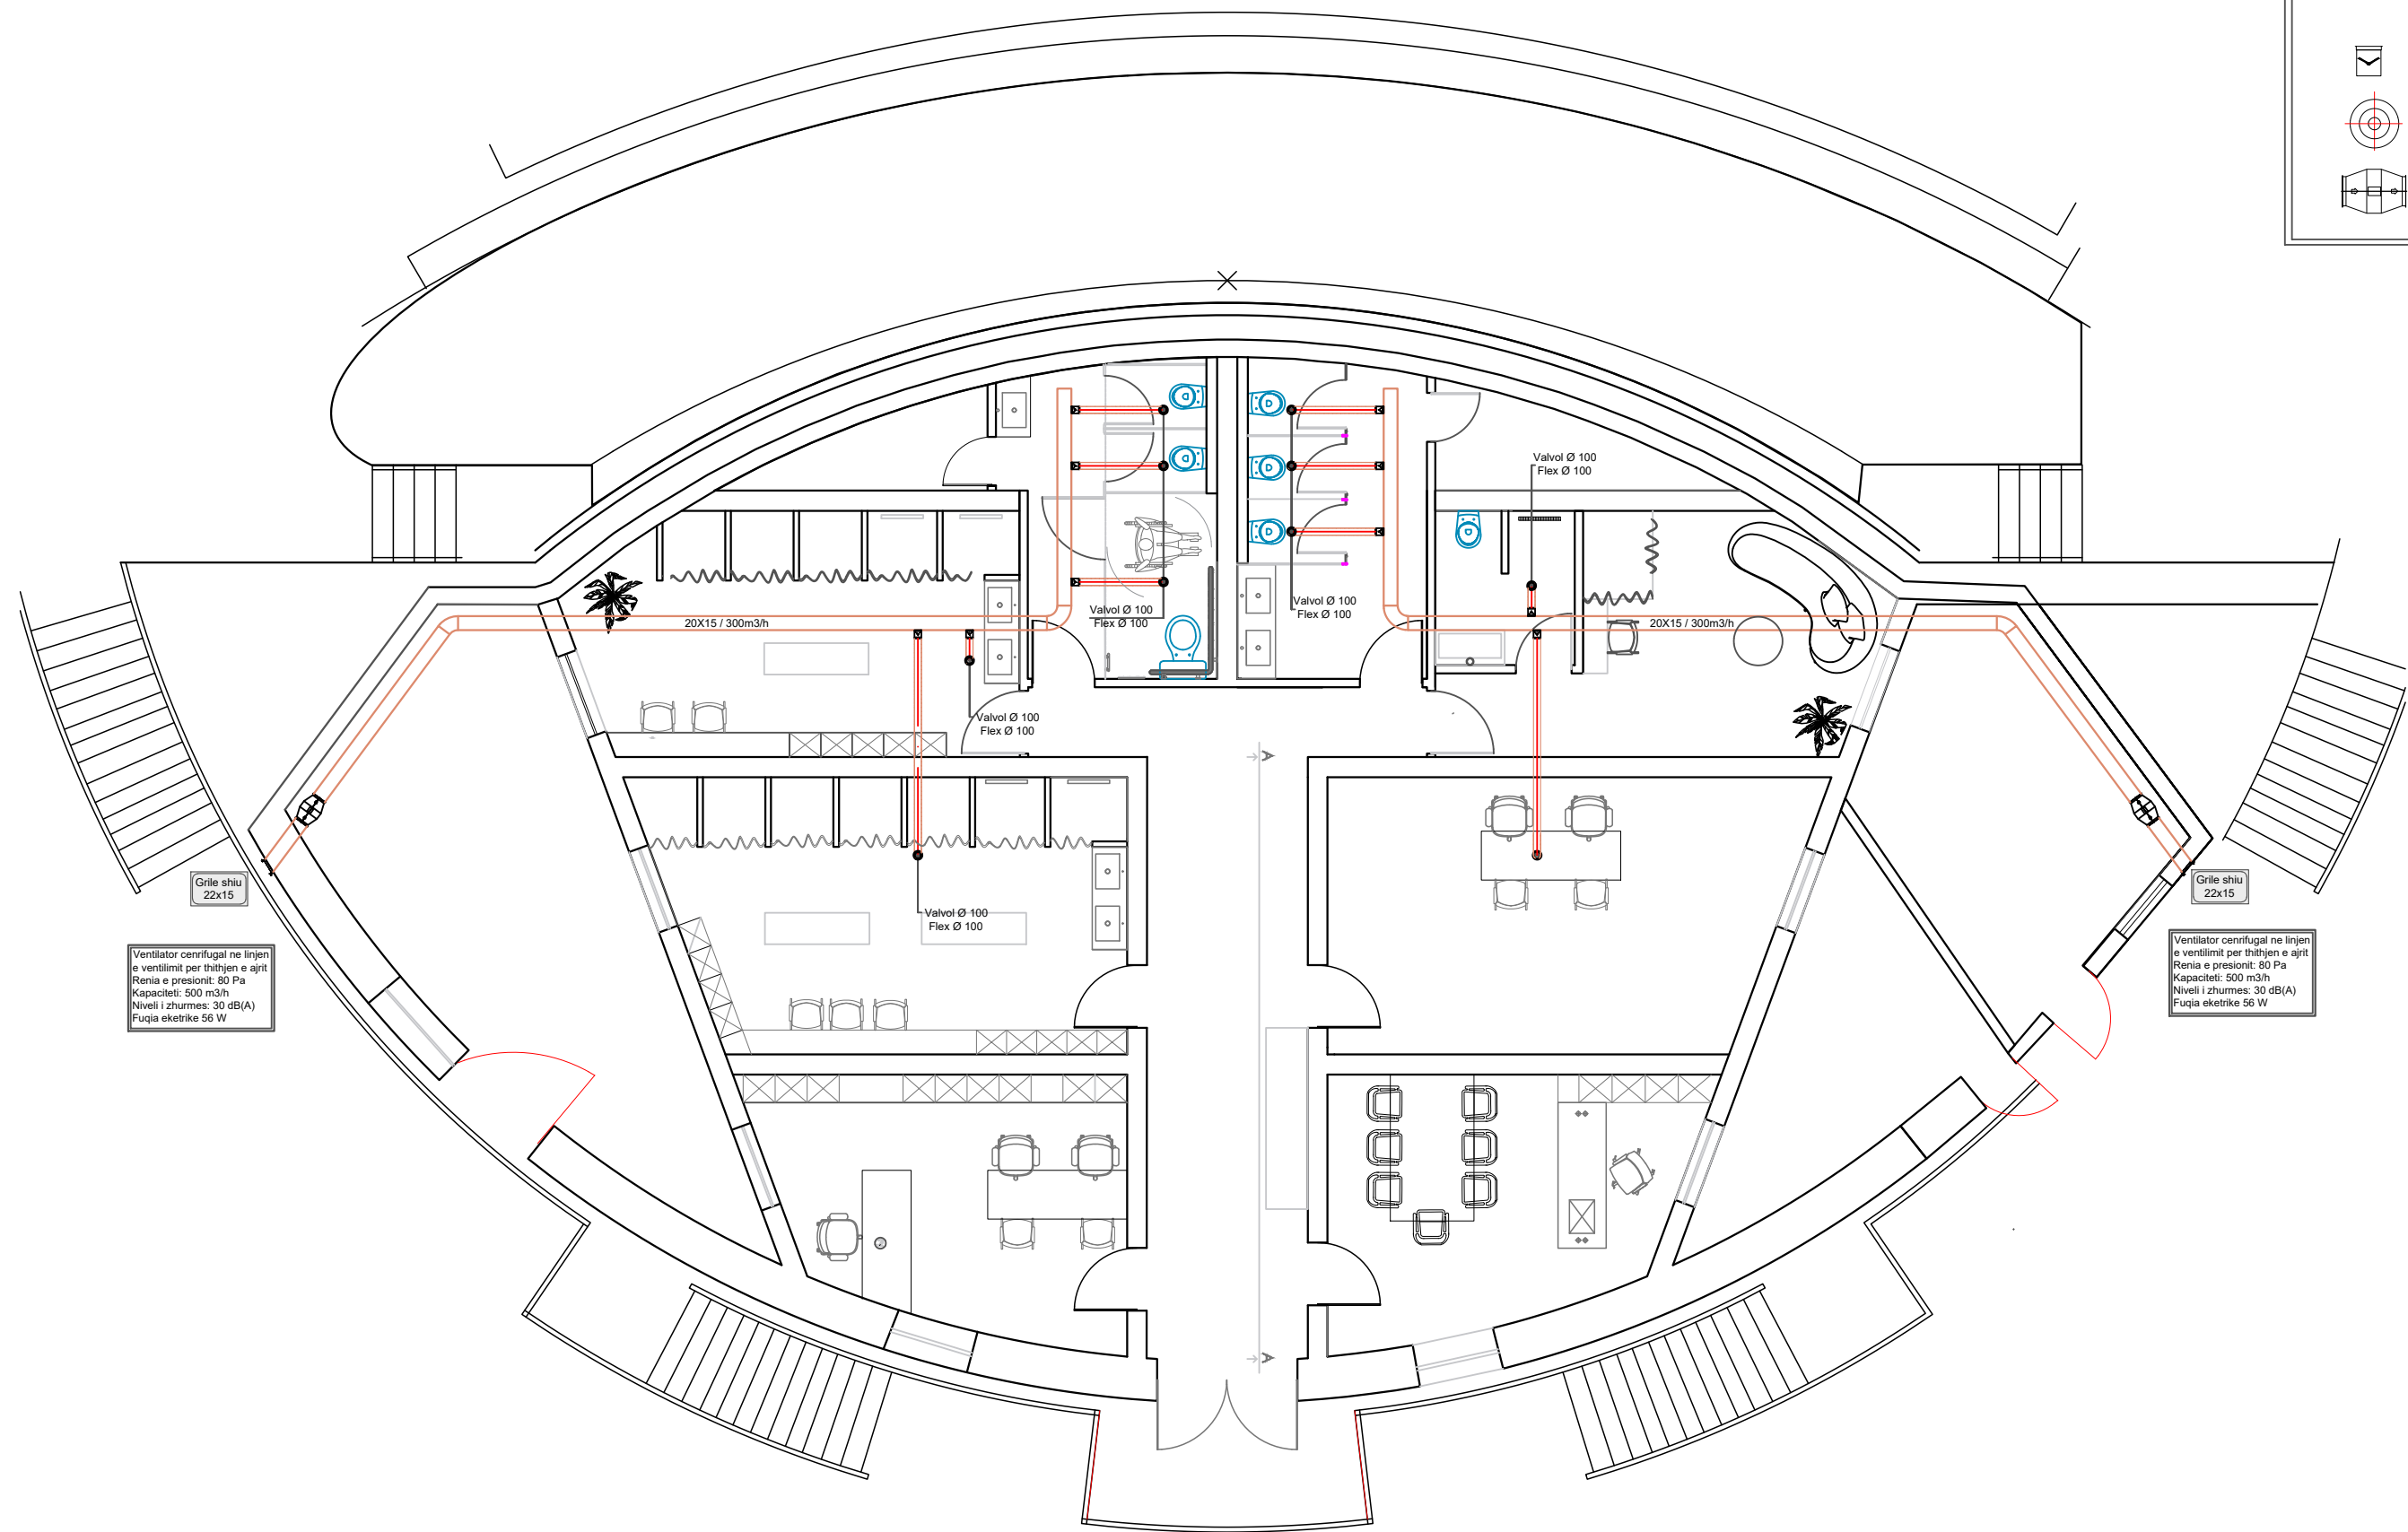 Valvol Ø 100
Flex Ø 100
Valvol Ø 100
Flex Ø 100
Valvol Ø 100
Flex Ø 100
20X15 / 300m3/h
20X15 / 300m3/h
Valvol Ø 100
Flex Ø 100
A
Grile shiu
22x15
Grile shiu
22x15
Valvol Ø 100
Flex Ø 100
Ventilator cenrifugal ne linjen
e ventilimit per thithjen e ajrit
Renia e presionit: 80 Pa
Kapaciteti: 500 m3/h
Niveli i zhurmes: 30 dB(A)
Fuqia eketrike 56 W
Ventilator cenrifugal ne linjen
e ventilimit per thithjen e ajrit
Renia e presionit: 80 Pa
Kapaciteti: 500 m3/h
Niveli i zhurmes: 30 dB(A)
Fuqia eketrike 56 W
A